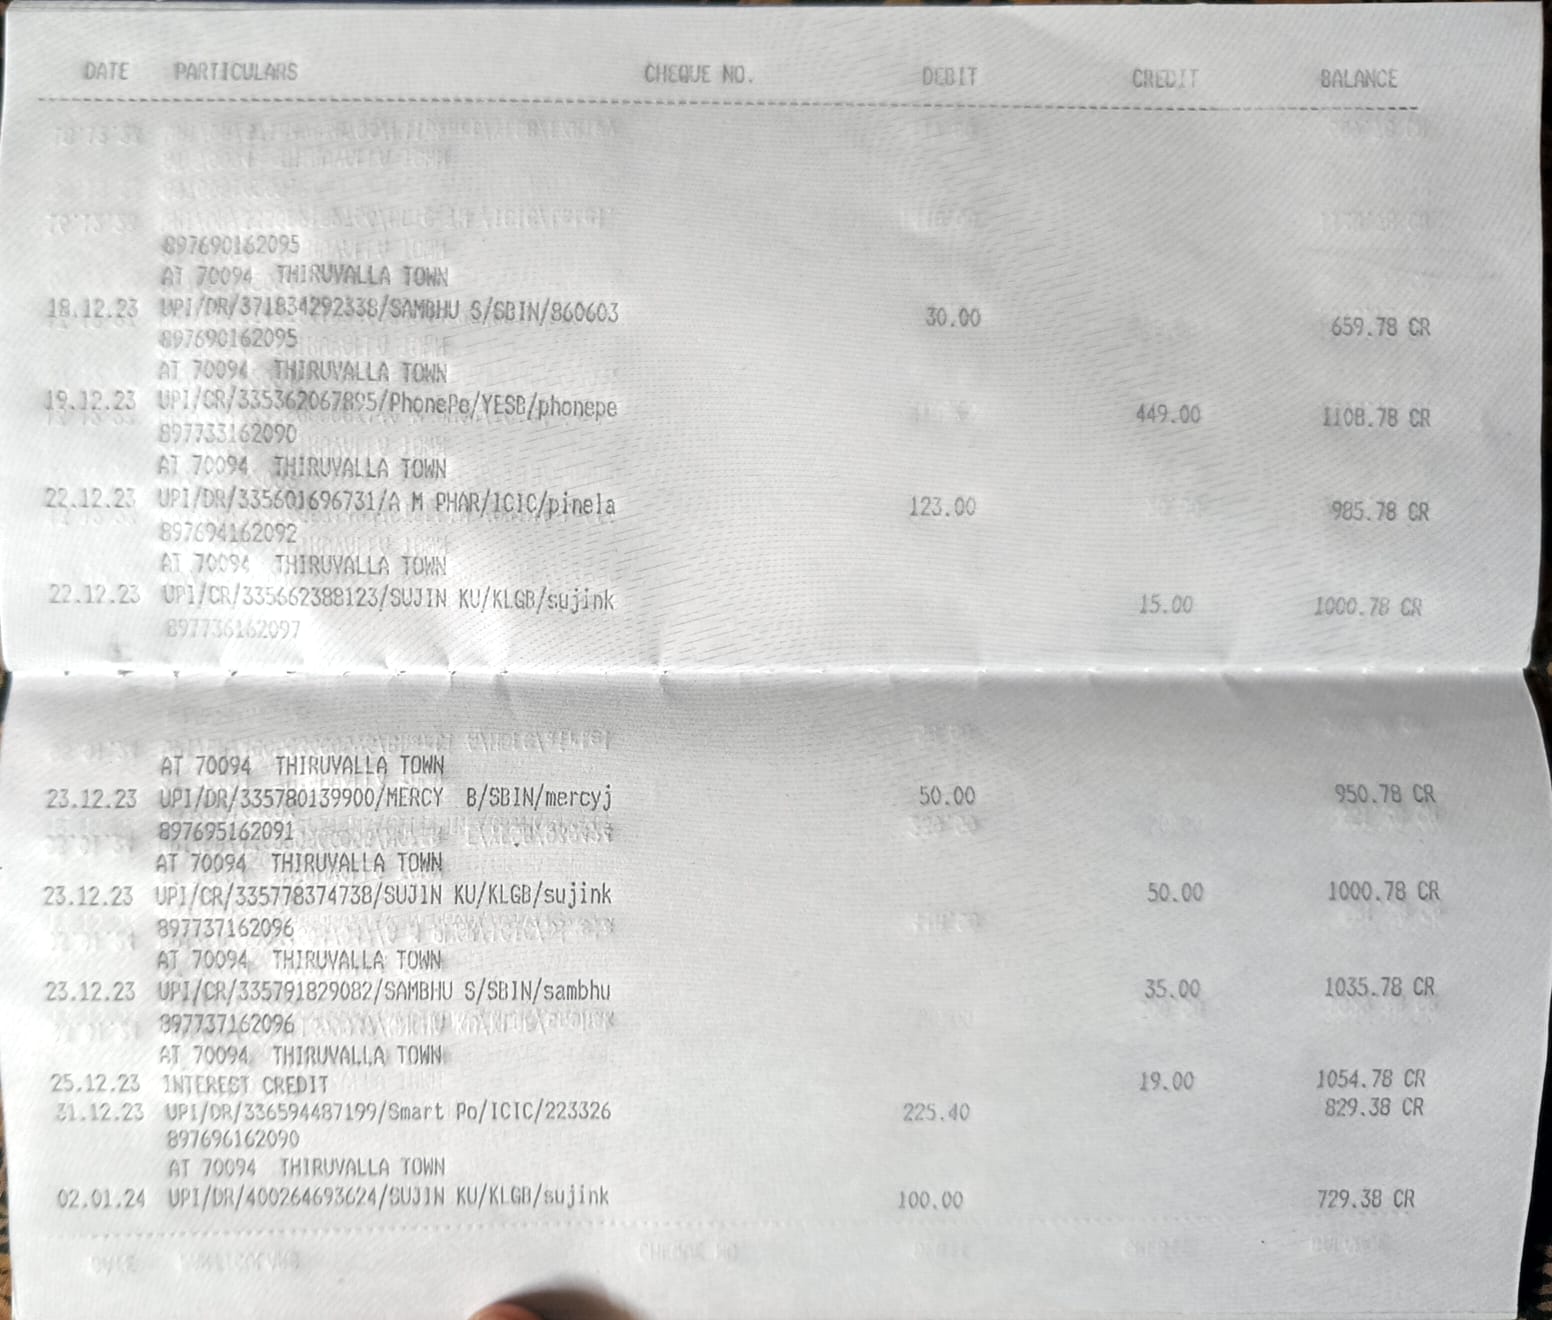 DATE PARTICULARS CHEQUE NO. DEBIT CREDIT BALANCE
897690162095
AT 70094 THIRUVALLA TOWN
18.12.23 UPI/DR/371834292338/SAMBHU S/SBIN/860603 30.00 659.78 CR
897690162095
AT 70094 THIRUVALLA TOWN
19.12.23 UPI/CR/335362067895/PhonePe/YESB/phonepe 449.00 1108.78 CR
897733162090
AT 70094 THIRUVALLA TOWN
22.12.23 UPI/DR/335601696731/A M PHAR/ICIC/pinela 123.00 985.78 CR
897694162092
AT 70094 THIRUVALLA TOWN
22.12.23 UPI/CR/335662388123/SUJIN KU/KLGB/sujink 15.00 1000.78 CR
897736162097
AT 70094 THIRUVALLA TOWN
23.12.23 UPI/DR/335780139900/MERCY B/SBIN/mercyj 50.00 950.78 CR
897695162091
AT 70094 THIRUVALLA TOWN
23.12.23 UPI/CR/335778374738/SUJIN KU/KLGB/sujink 50.00 1000.78 CR
897737162096
AT 70094 THIRUVALLA TOWN
23.12.23 UPI/CR/335791829082/SAMBHU S/SBIN/sambhu 35.00 1035.78 CR
897737162096
AT 70094 THIRUVALLA TOWN
25.12.23 INTEREST CREDIT 19.00 1054.78 CR
31.12.23 UPI/DR/336594487199/Smart Po/ICIC/223326 225.40 829.38 CR
897696162090
AT 70094 THIRUVALLA TOWN
02.01.24 UPI/DR/400264693624/SUJIN KU/KLGB/sujink 100.00 729.38 CR